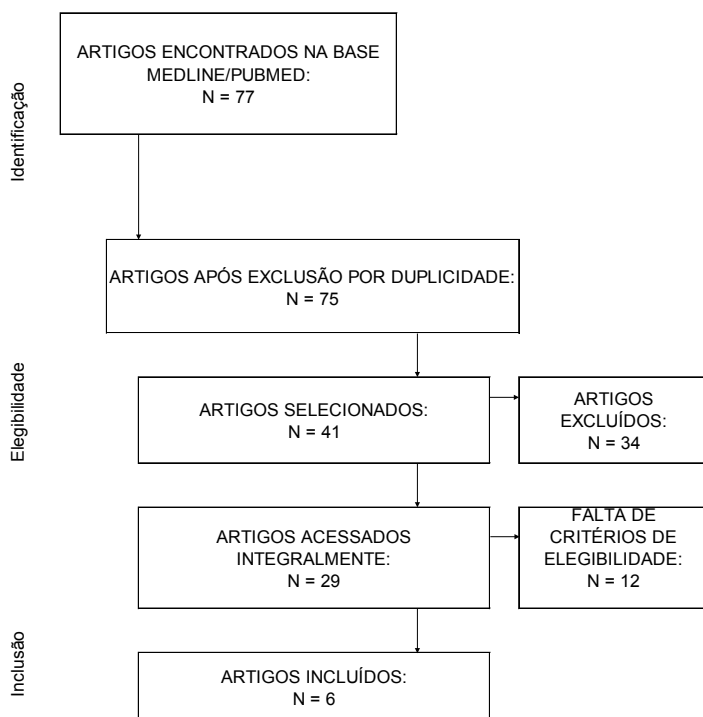 Identificação
ARTIGOS ENCONTRADOS NA BASE
MEDLINE/PUBMED:
N = 77
ARTIGOS APÓS EXCLUSÃO POR DUPLICIDADE:
N = 75
Elegibilidade
ARTIGOS SELECIONADOS:
N = 41
ARTIGOS
EXCLUÍDOS:
N = 34
ARTIGOS ACESSADOS
INTEGRALMENTE:
N = 29
FALTA DE
CRITÉRIOS DE
ELEGIBILIDADE:
N = 12
Inclusão
ARTIGOS INCLUÍDOS:
N = 6